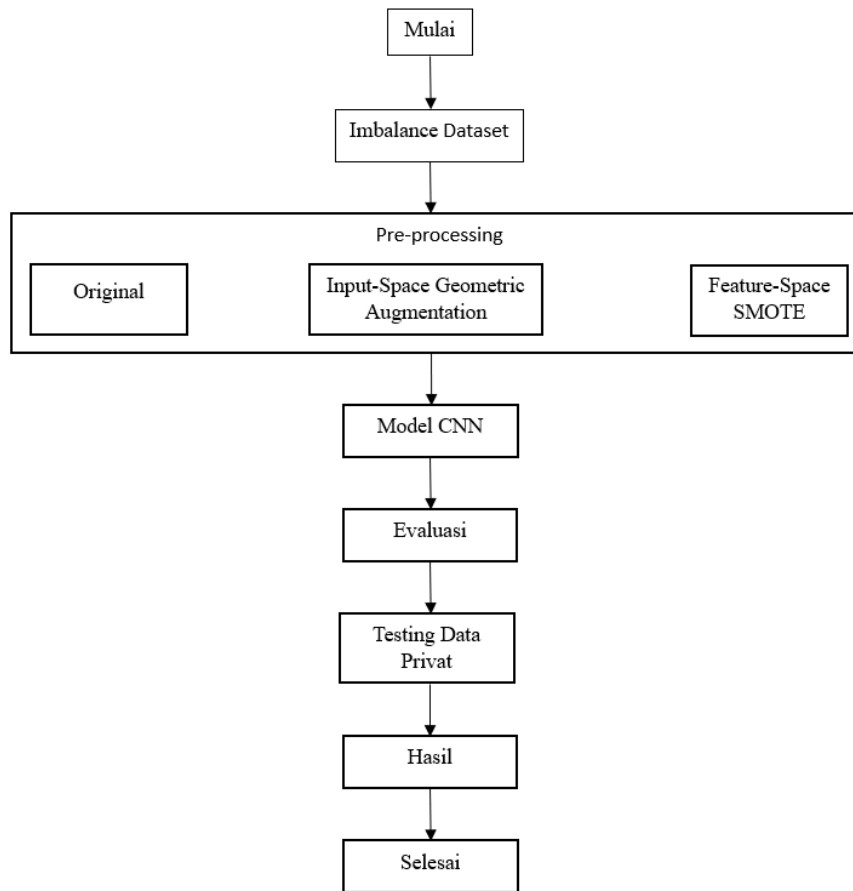 Mulai
Imbalance Dataset
Pre-processing
Original
Input-Space Geometric
Augmentation
Feature-Space
SMOTE
Model CNN
Evaluasi
Testing Data
Privat
Hasil
Selesai